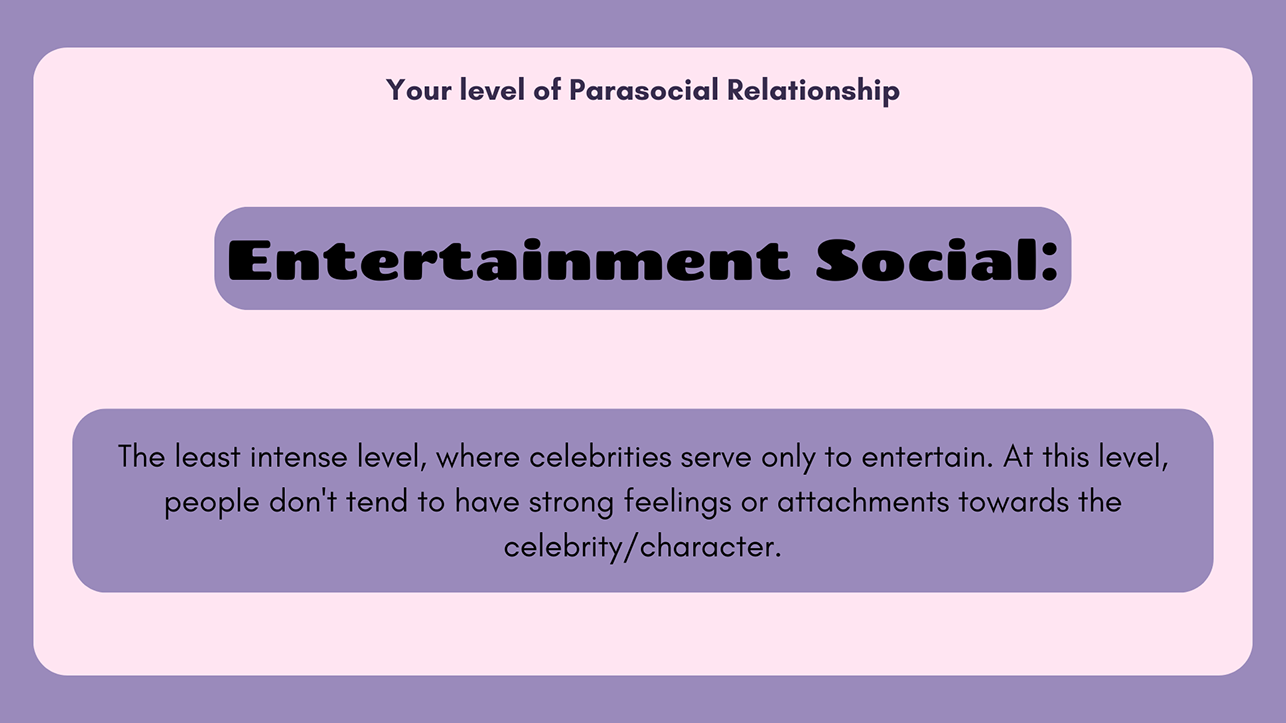 Your level of Parasocial Relationship
Entertainment Social:
The least intense level, where celebrities serve only to entertain. At this level,
people don't tend to have strong feelings or attachments towards the
celebrity/character.